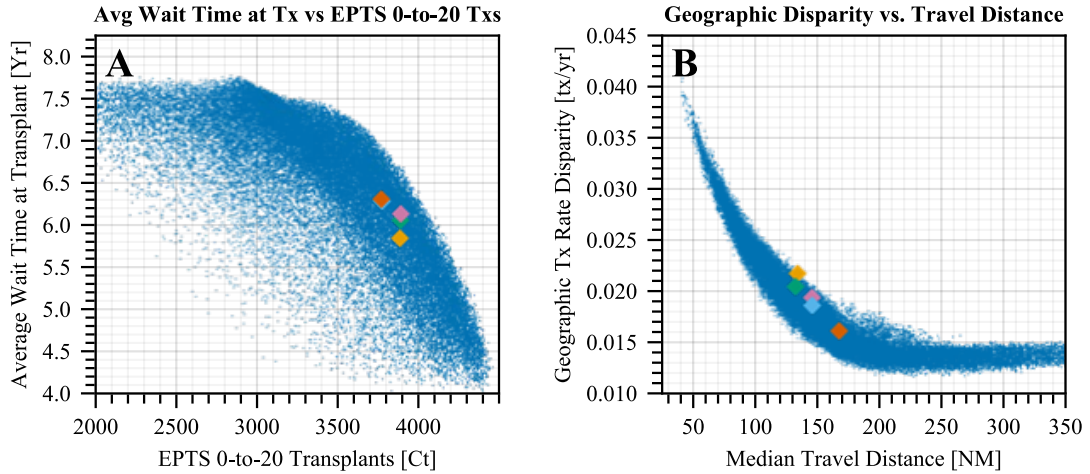 Avg Wait Time at Tx vs EPTS 0-to-20 Txs
A
Average Wait Time at Transplant [Yr]
8.0
7.5
7.0
6.5
6.0
5.5
5.0
4.5
4.0
2000 2500 3000 3500 4000
EPTS 0-to-20 Transplants [Ct]
Geographic Disparity vs. Travel Distance
B
Geographic Tx Rate Disparity [tx/yr]
0.045
0.040
0.035
0.030
0.025
0.020
0.015
0.010
50 100 150 200 250 300 350
Median Travel Distance [NM]